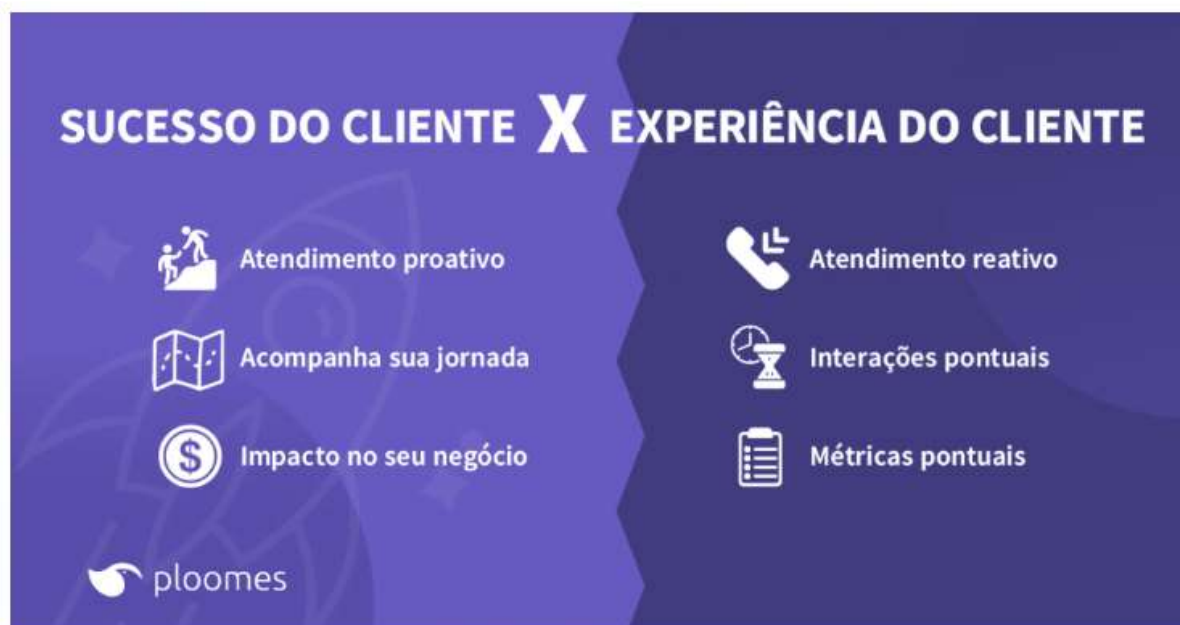 SUCESSO DO CLIENTE X EXPERIÊNCIA DO CLIENTE
Atendimento proativo
Acompanha sua jornada
Impacto no seu negócio
Atendimento reativo
Interações pontuais
Métricas pontuais
ploomes